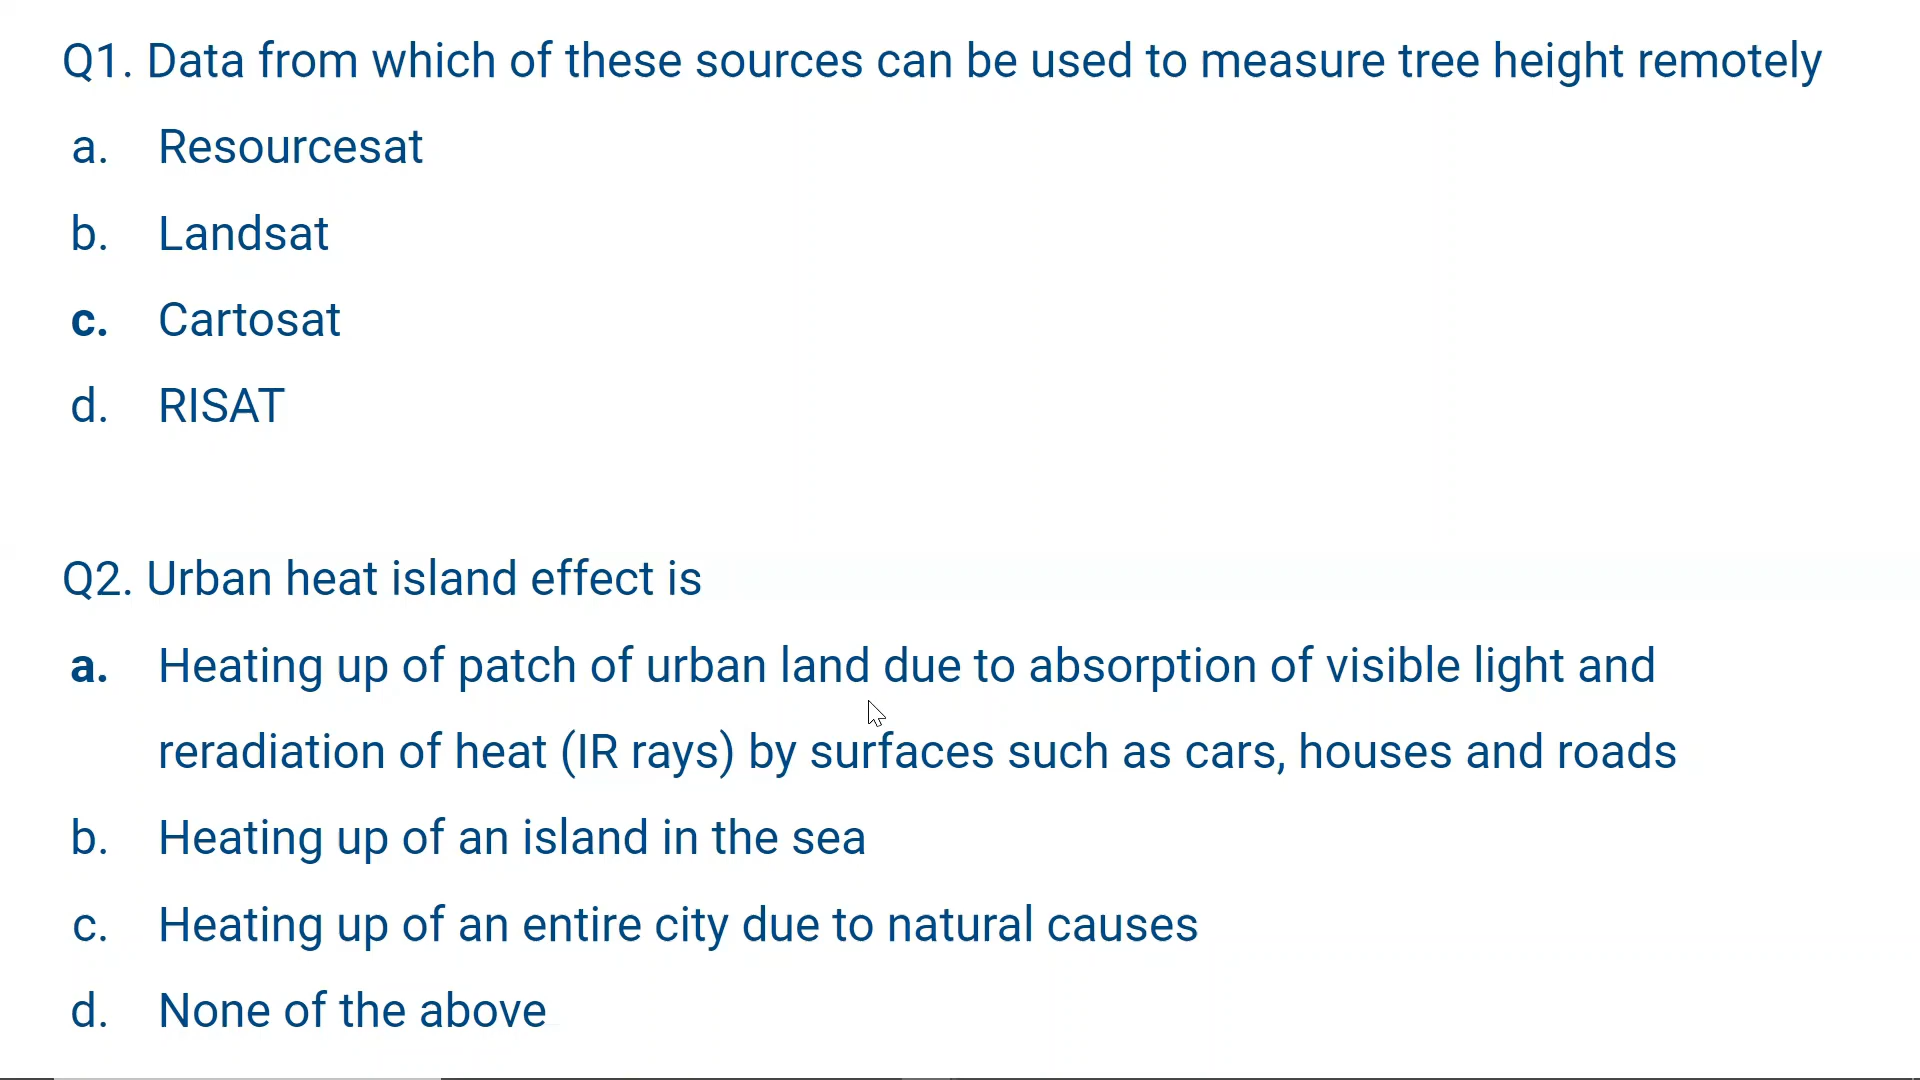 Q1. Data from which of these sources can be used to measure tree height remotely
a. Resourcesat
b. Landsat
c. Cartosat
d. RISAT
Q2. Urban heat island effect is
a. Heating up of patch of urban land due to absorption of visible light and
reradiation of heat (IR rays) by surfaces such as cars, houses and roads
b. Heating up of an island in the sea
c. Heating up of an entire city due to natural causes
d. None of the above